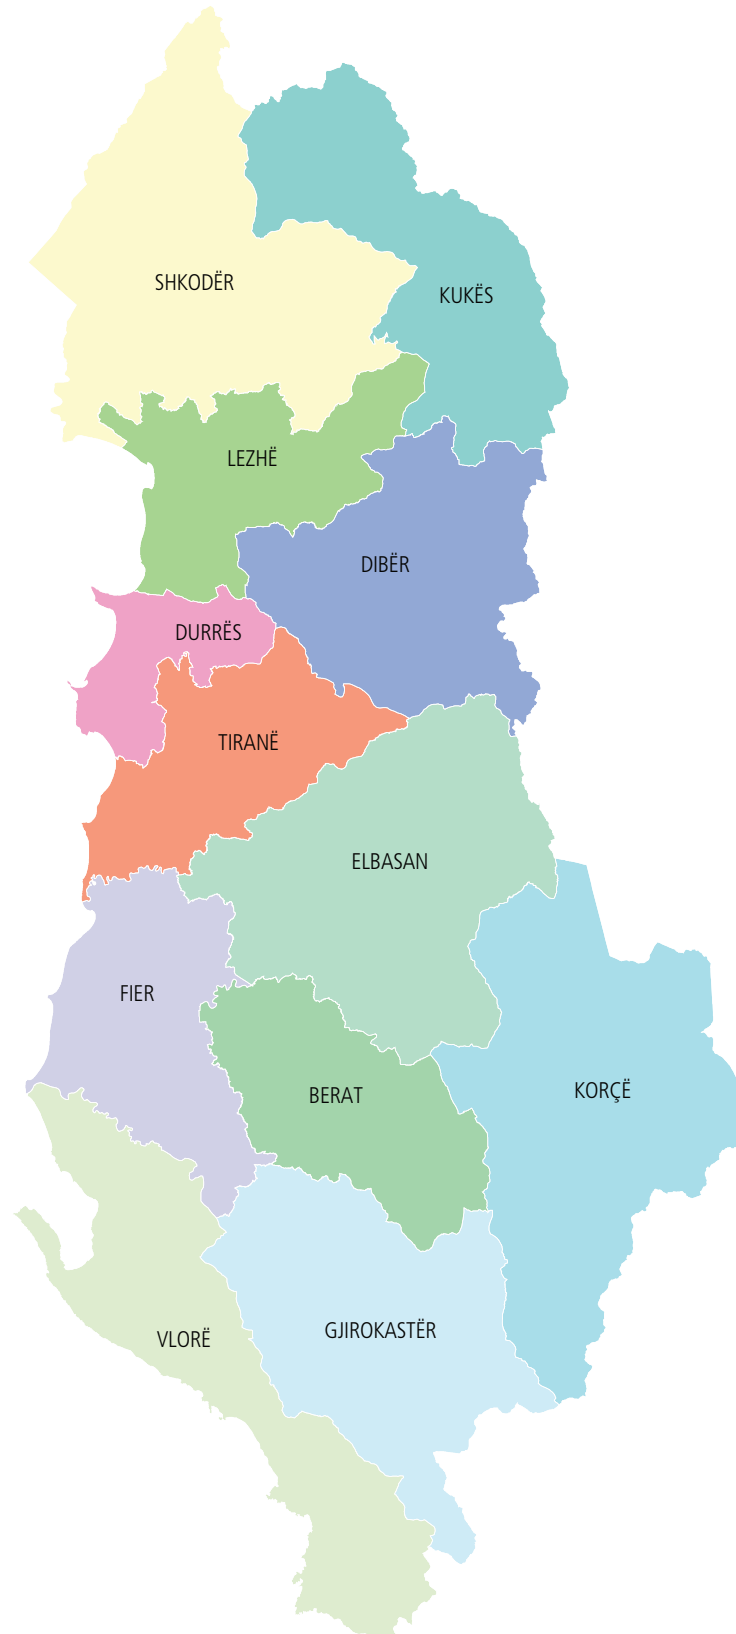 SHKODËR
KUKËS
LEZHË
DIBËR
DURRËS
TIRANË
ELBASAN
FIER
KORÇË
BERAT
GJIROKASTËR
VLORË